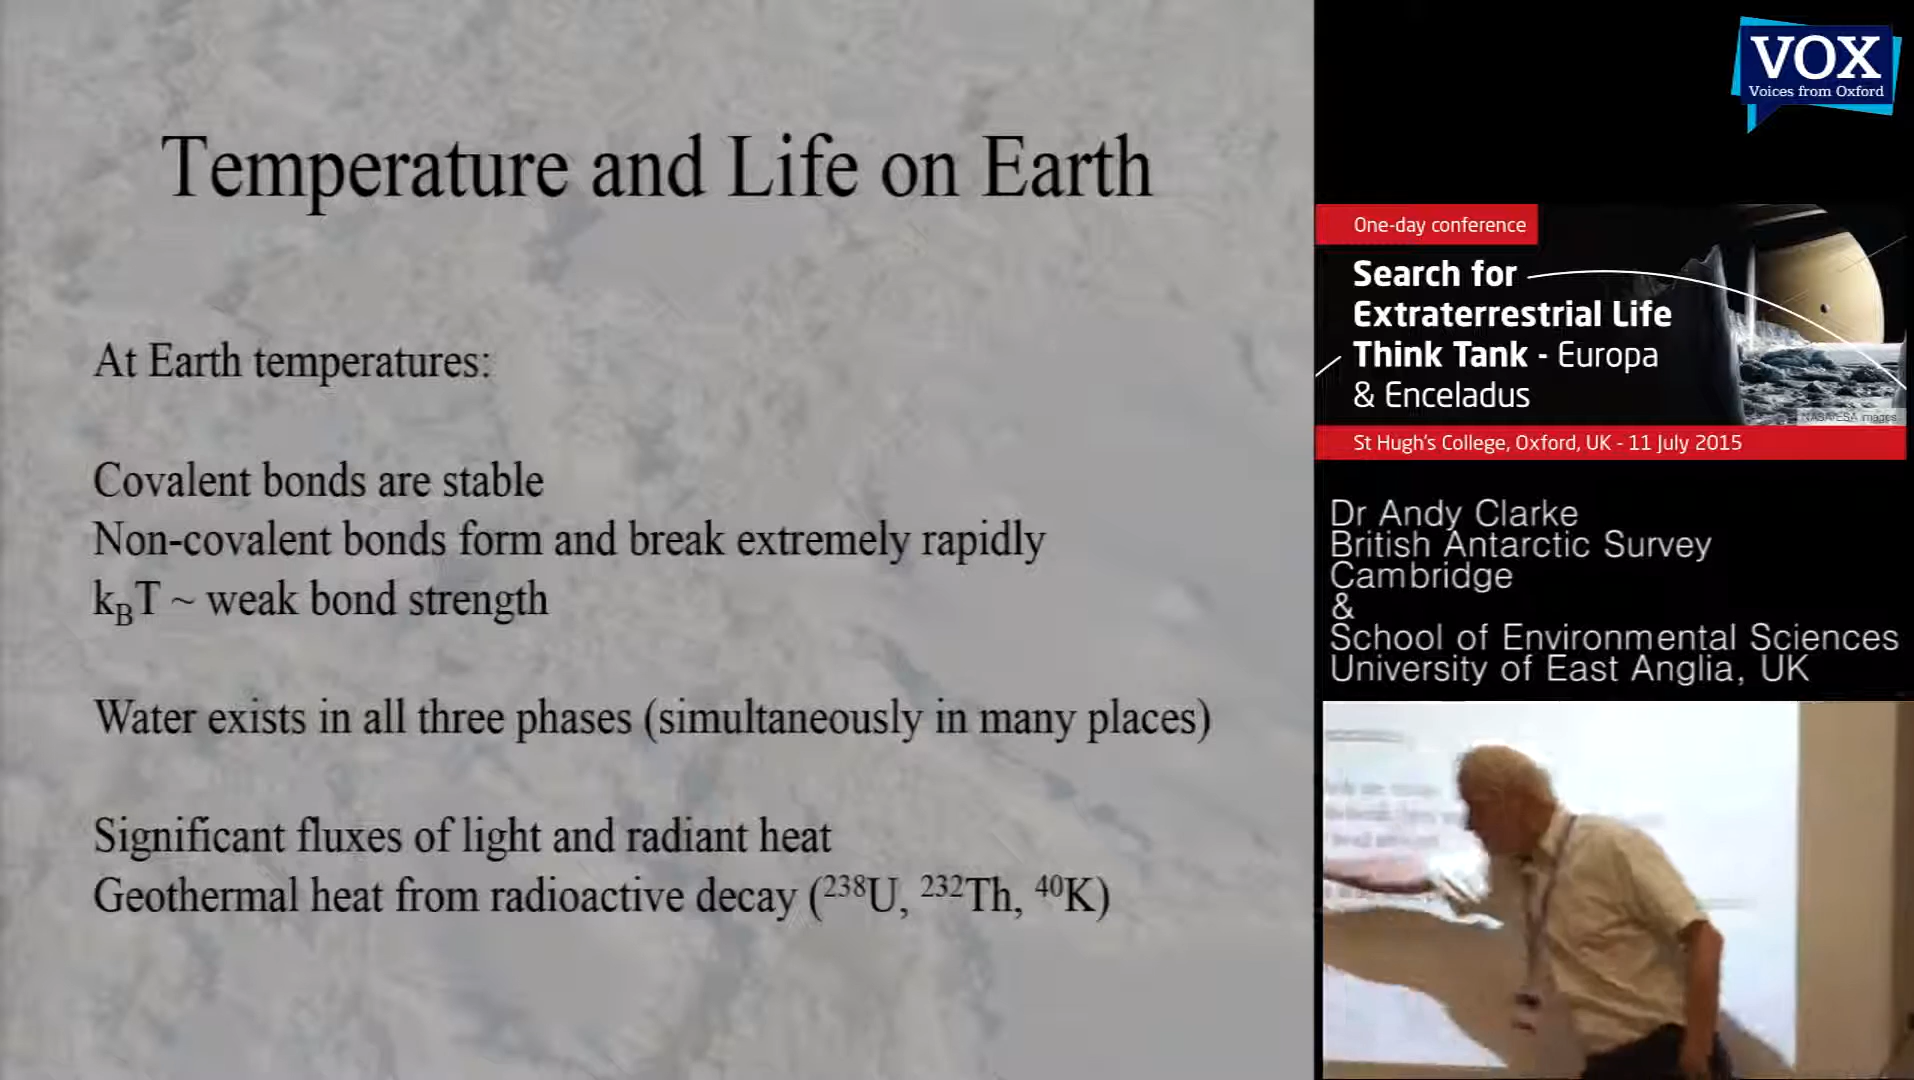 Temperature and Life on Earth
At Earth temperatures:
Covalent bonds are stable
Non-covalent bonds form and break extremely rapidly
k_BT ~ weak bond strength
Water exists in all three phases (simultaneously in many places)
Significant fluxes of light and radiant heat
Geothermal heat from radioactive decay (²³⁸U, ²³²Th, ⁴⁰K)
VOX
Voices from Oxford
One-day conference
Search for
Extraterrestrial Life
Think Tank - Europa
& Enceladus
NASA/ESA images
St Hugh's College, Oxford, UK - 11 July 2015
Dr Andy Clarke
British Antarctic Survey
Cambridge
&
School of Environmental Sciences
University of East Anglia, UK